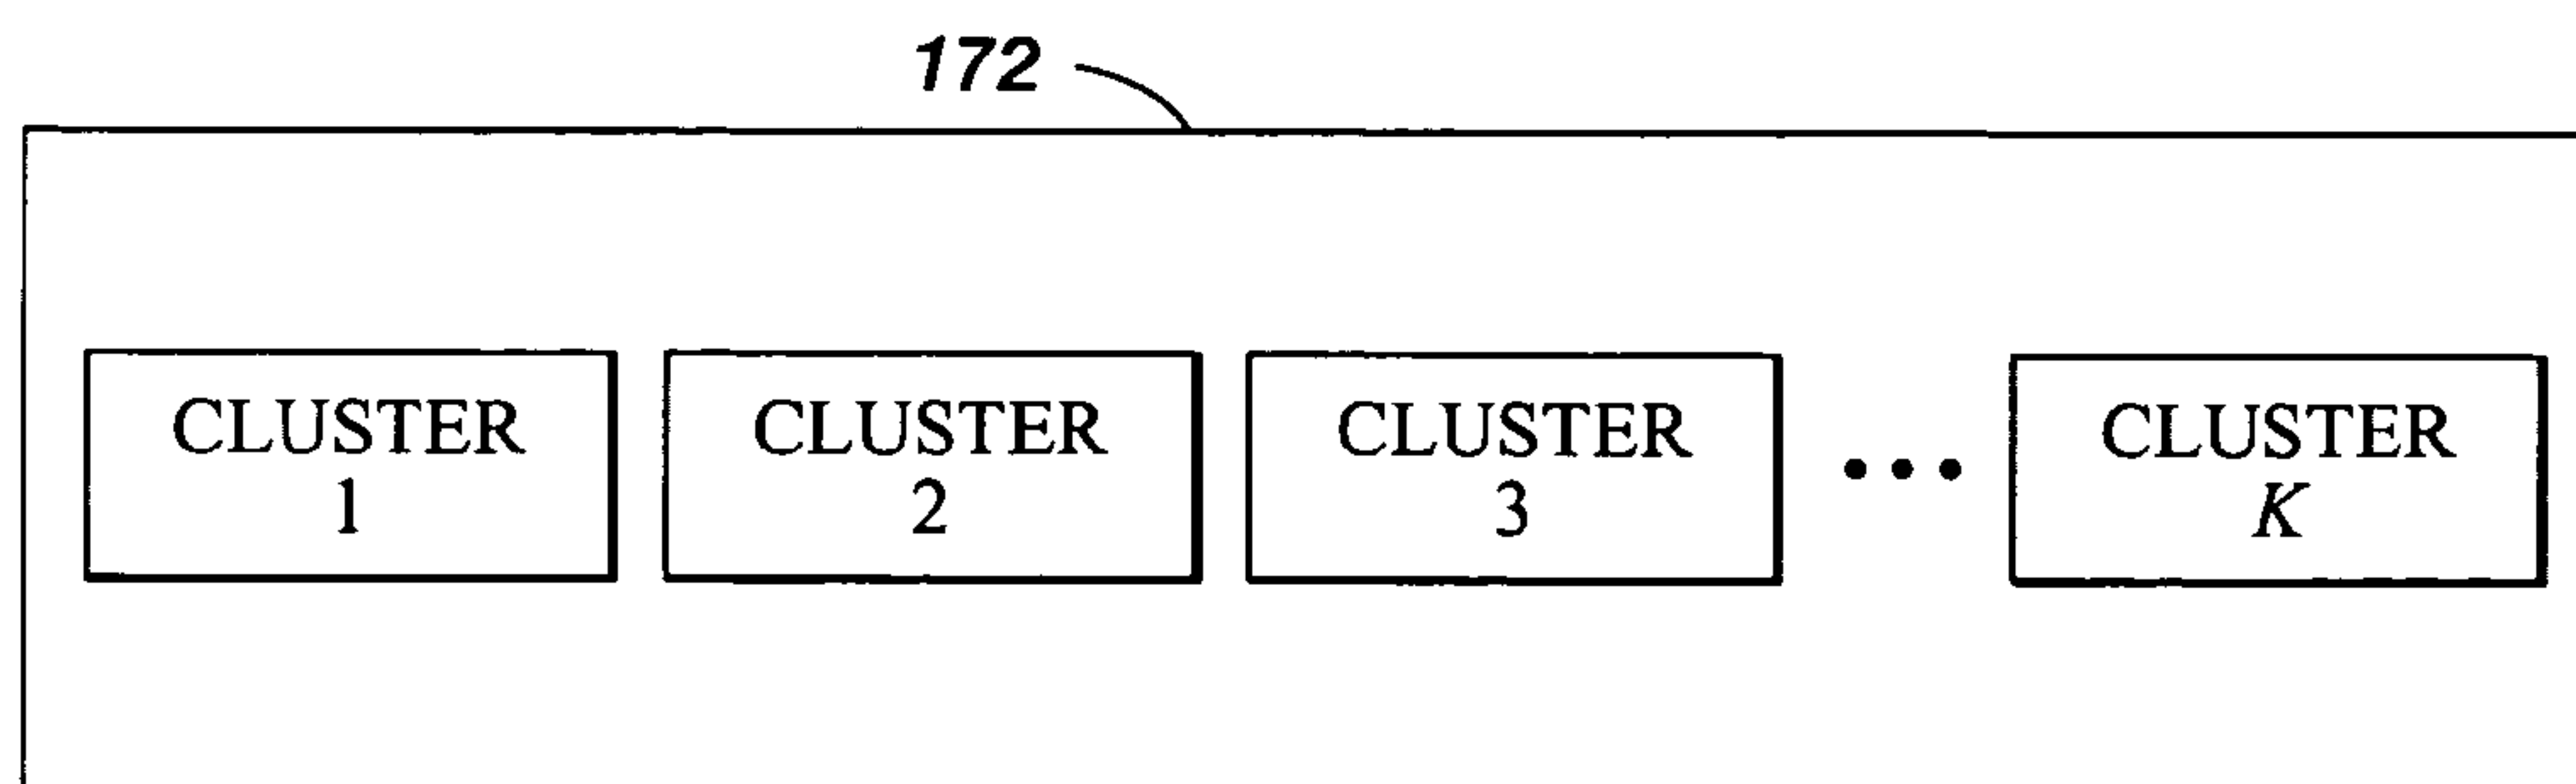 172
CLUSTER CLUSTER CLUSTER CLUSTER
1 2 3 ••• K